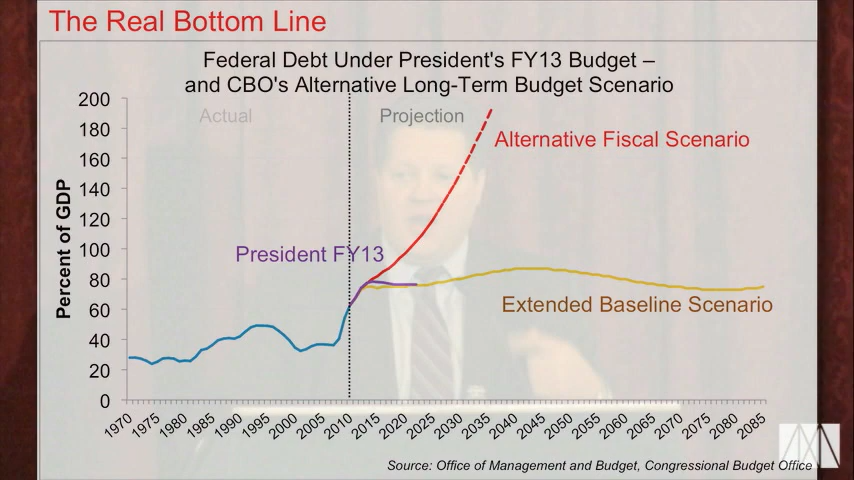 The Real Bottom Line
Federal Debt Under President's FY13 Budget –
and CBO's Alternative Long-Term Budget Scenario
200
Actual
Projection
180
Alternative Fiscal Scenario
160
140
120
100
President FY13
80
Extended Baseline Scenario
60
40
20
0
Percent of GDP
1970 1975 1980 1985 1990 1995 2000 2005 2010 2015 2020 2025 2030 2035 2040 2045 2050 2055 2060 2065 2070 2075 2080 2085
Source: Office of Management and Budget, Congressional Budget Office